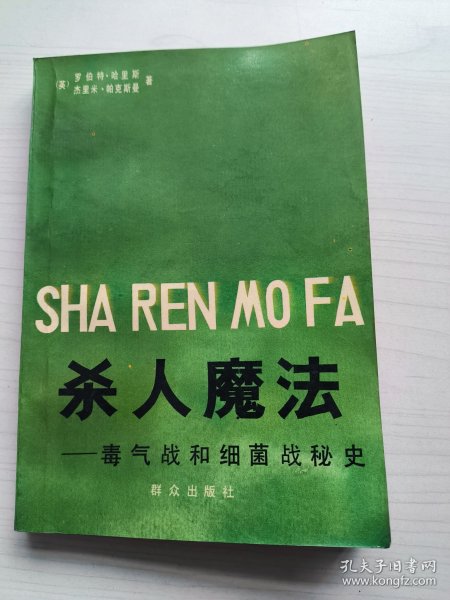 (英) 罗伯特·哈里斯
杰里米·帕克斯曼 著
SHA REN MO FA
杀人魔法
——毒气战和细菌战秘史
群众出版社
孔夫子旧书网
www.kongfz.com